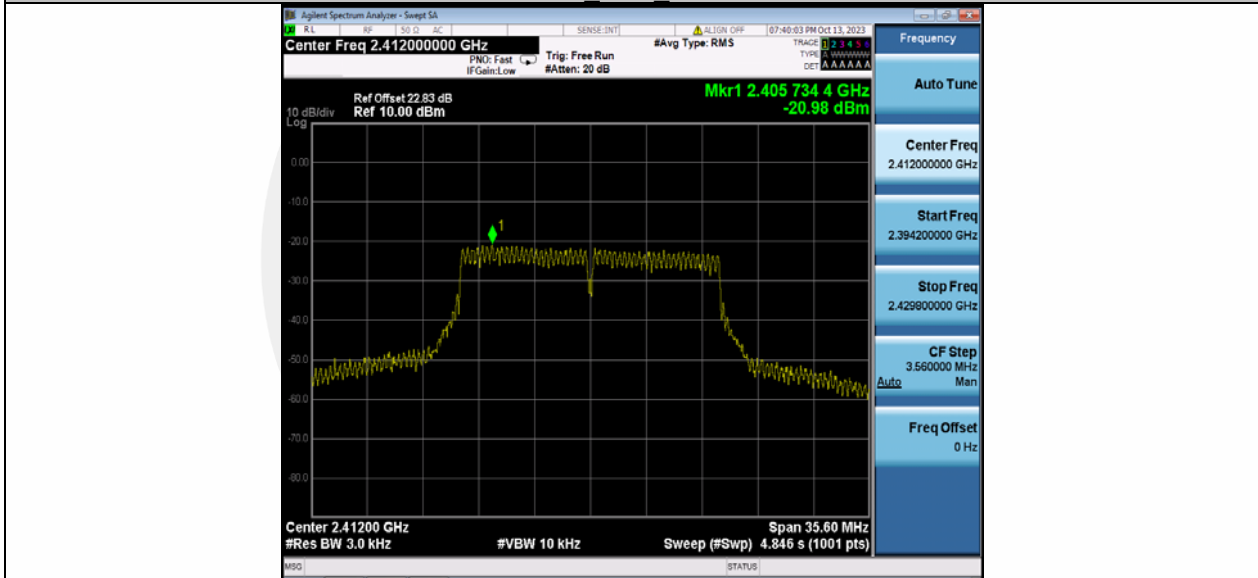 Agilent Spectrum Analyzer - Swept SA
RL RF 50 Ω AC SENSE:INT ALIGN OFF 07:40:03 PM Oct 13, 2023
Center Freq 2.412000000 GHz
#Avg Type: RMS
TRACE 1 2 3 4 5 6
PNO: Fast Trig: Free Run
TYPE A WWWWW
IFGain:Low #Atten: 20 dB
DET A A A A A A
Frequency
Mkr1 2.405 734 4 GHz
-20.98 dBm
Ref Offset 22.83 dB
10 dB/div Ref 10.00 dBm
Log
0.00
-10.0
-20.0
-30.0
-40.0
-50.0
-60.0
-70.0
-80.0
1
Center 2.41200 GHz Span 35.60 MHz
#Res BW 3.0 kHz #VBW 10 kHz Sweep (#Swp) 4.846 s (1001 pts)
MSG STATUS
Auto Tune
Center Freq
2.412000000 GHz
Start Freq
2.394200000 GHz
Stop Freq
2.429800000 GHz
CF Step
3.560000 MHz
Auto Man
Freq Offset
0 Hz